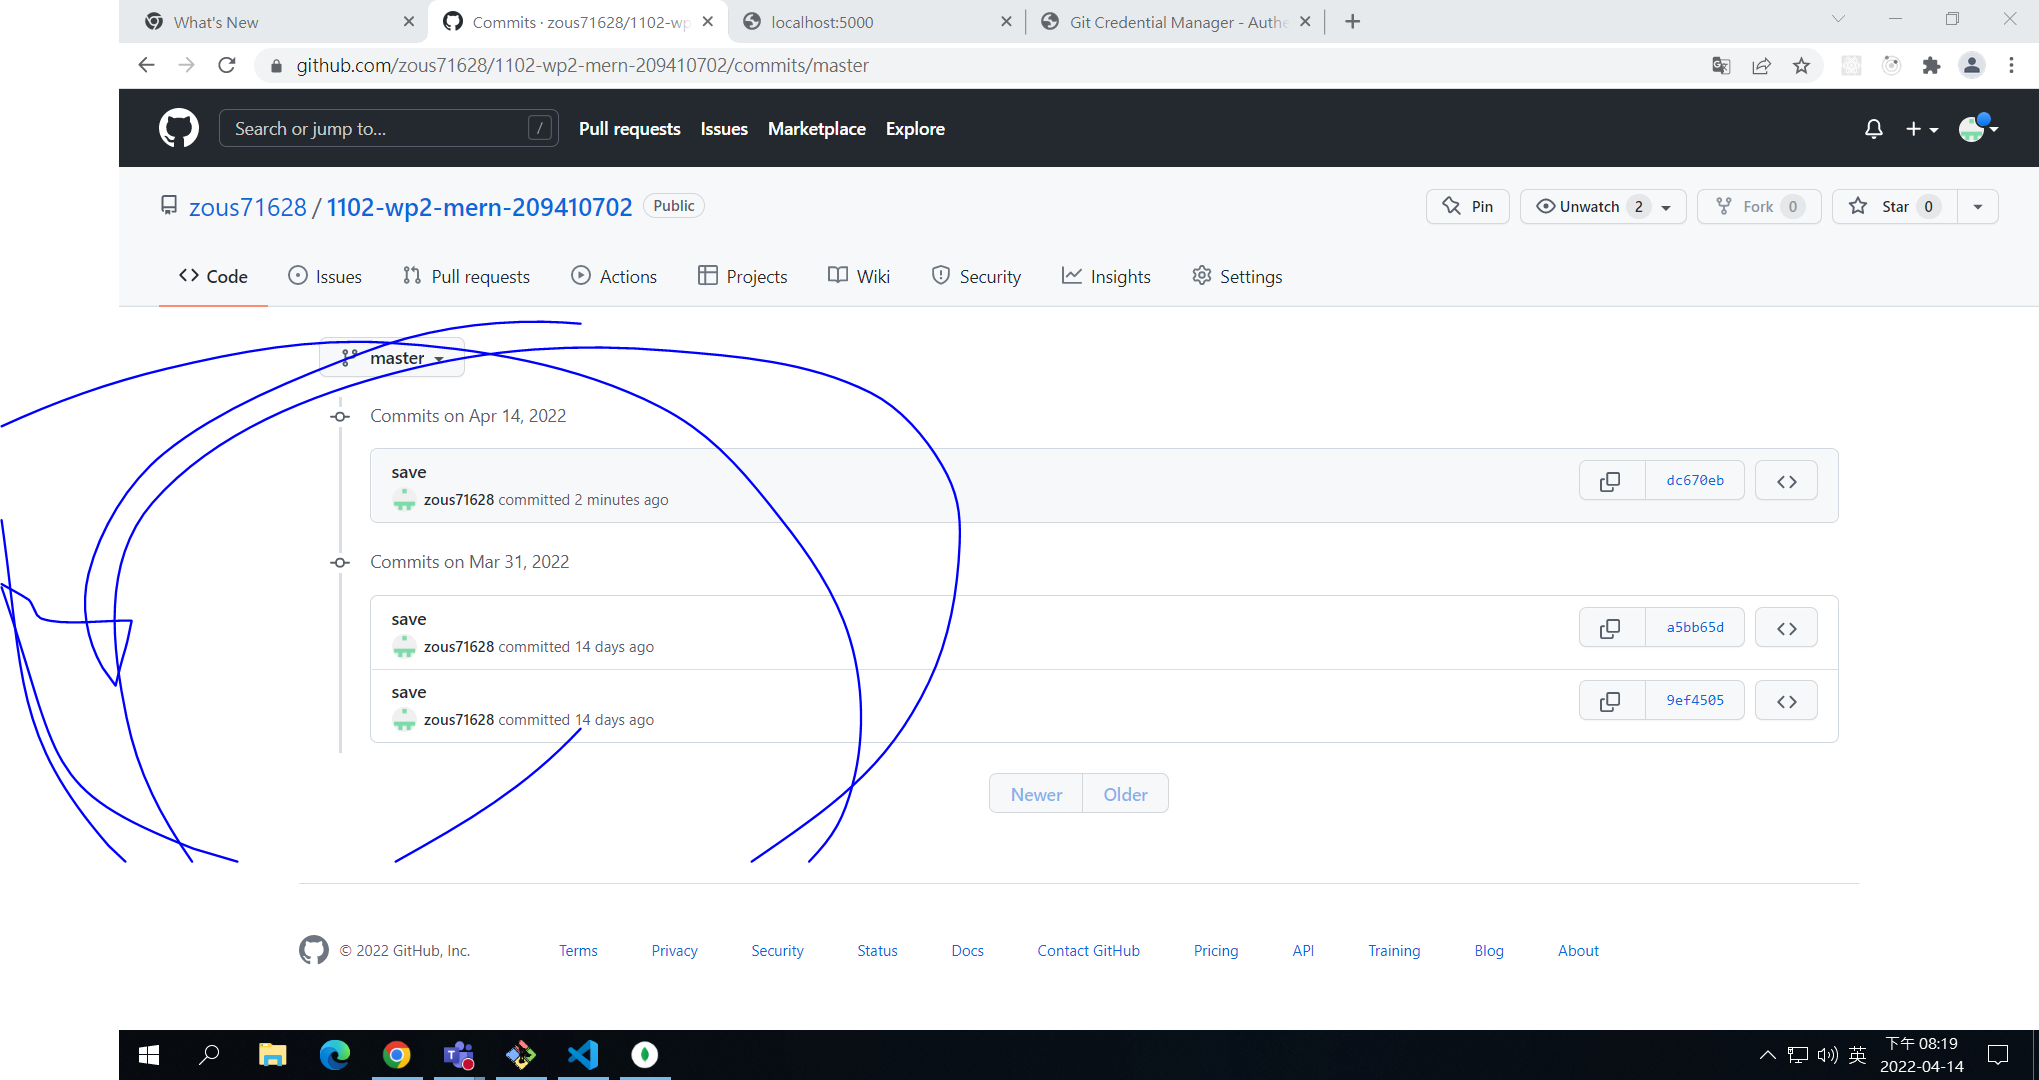 What's New
Commits · zous71628/1102-wp
localhost:5000
Git Credential Manager - Authe
github.com/zous71628/1102-wp2-mern-209410702/commits/master
Search or jump to...
/
Pull requests
Issues
Marketplace
Explore
zous71628 / 1102-wp2-mern-209410702
Public
Pin
Unwatch 2
Fork 0
Star 0
Code
Issues
Pull requests
Actions
Projects
Wiki
Security
Insights
Settings
master
Commits on Apr 14, 2022
save
zous71628 committed 2 minutes ago
dc670eb
Commits on Mar 31, 2022
save
zous71628 committed 14 days ago
a5bb65d
save
zous71628 committed 14 days ago
9ef4505
Newer
Older
© 2022 GitHub, Inc.
Terms
Privacy
Security
Status
Docs
Contact GitHub
Pricing
API
Training
Blog
About
英
下午 08:19
2022-04-14